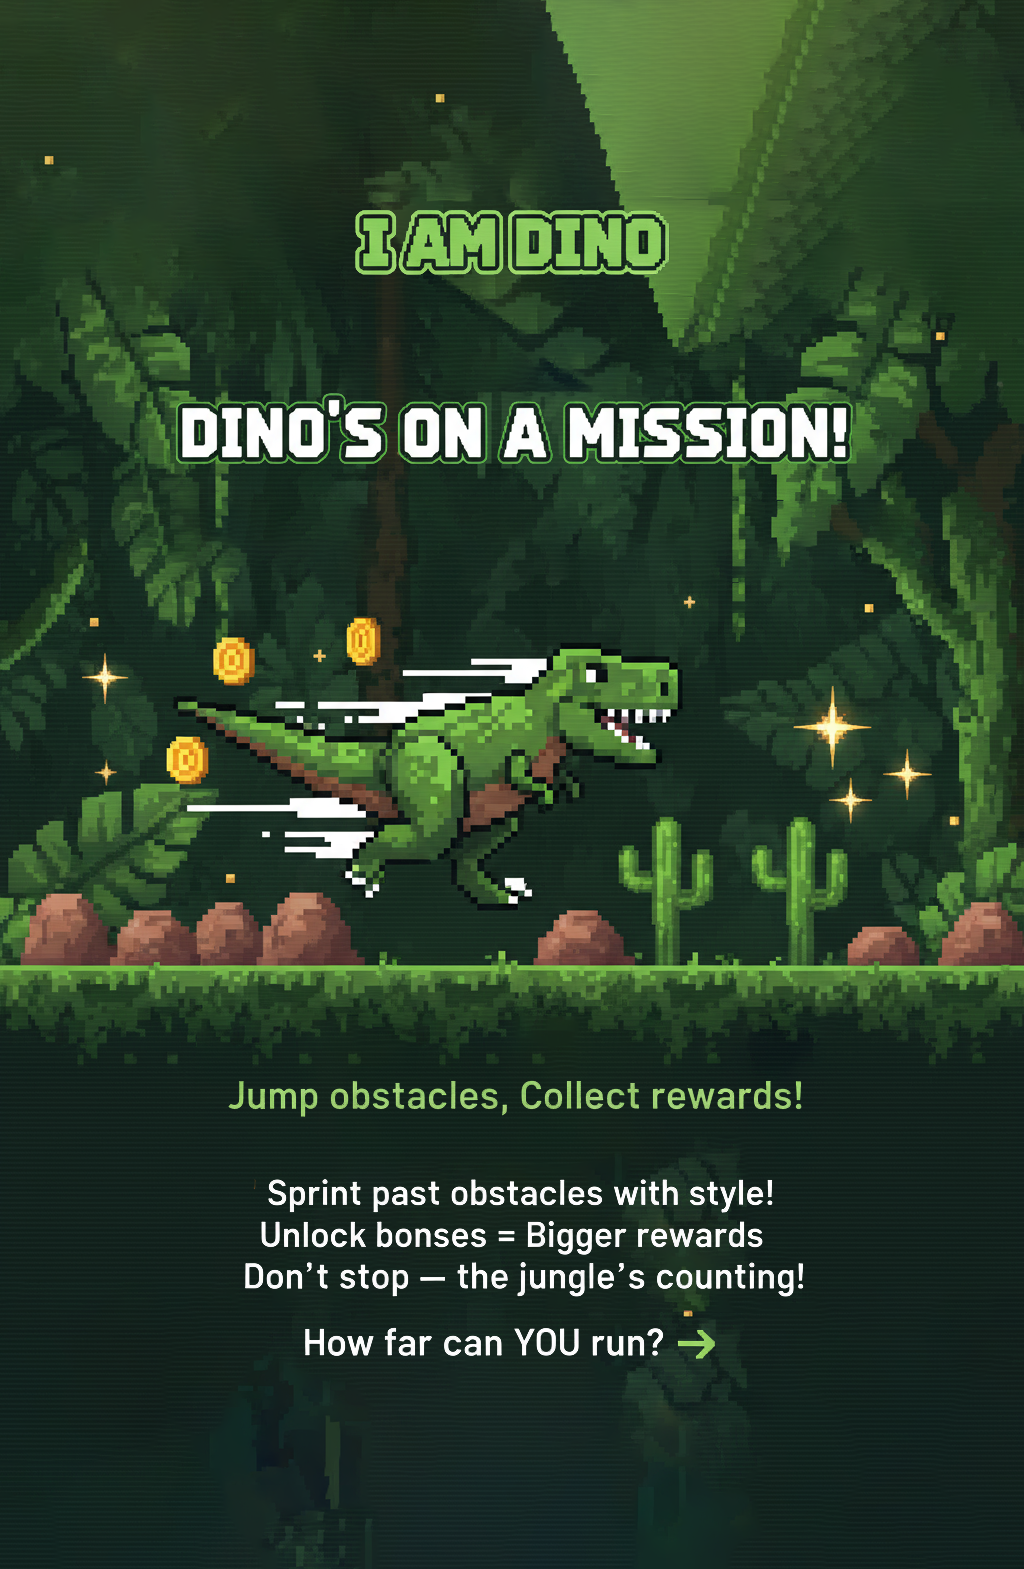 I AM DINO
DINO'S ON A MISSION!
Jump obstacles, Collect rewards!
Sprint past obstacles with style!
Unlock bonses = Bigger rewards
Don’t stop — the jungle’s counting!
How far can YOU run? →